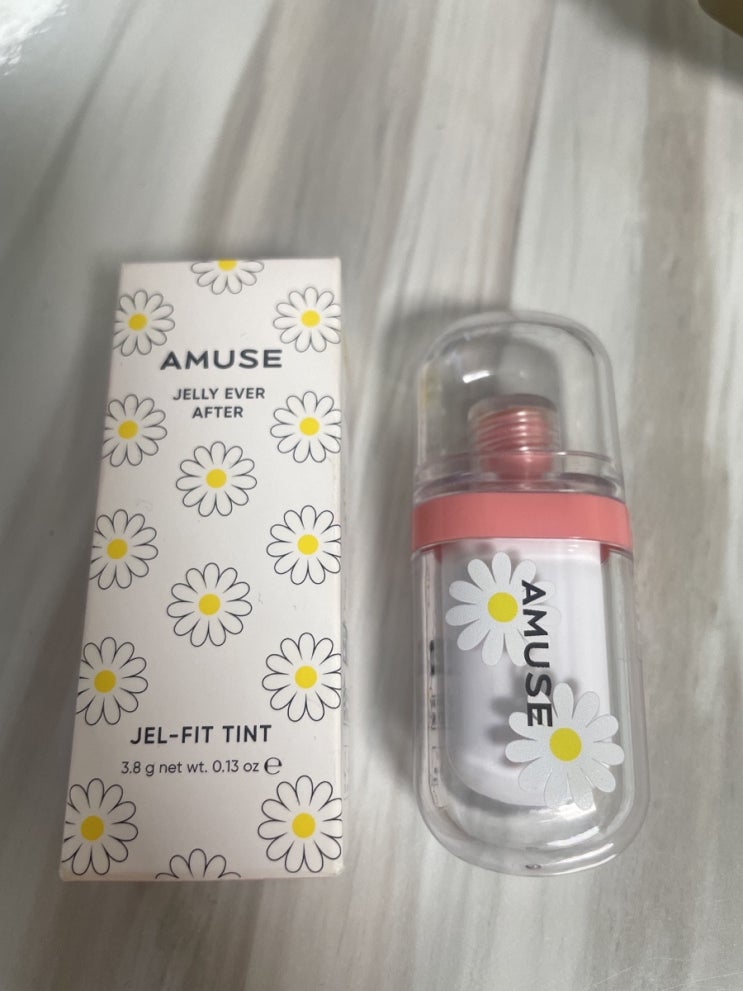 AMUSE
JELLY EVER
AFTER
JEL-FIT TINT
3.8 g net wt. 0.13 oz ℮
AMUSE